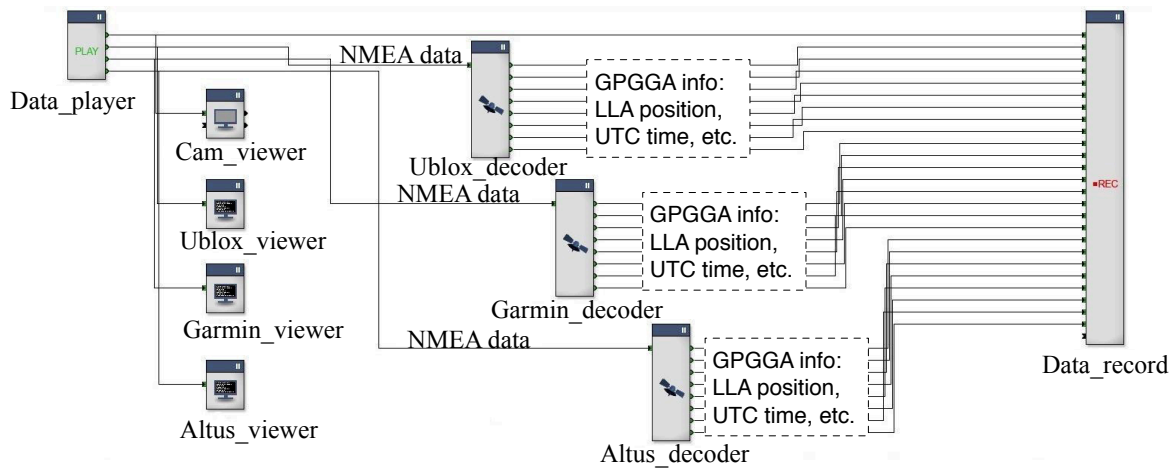 PLAY
Data_player
Cam_viewer
Ublox_viewer
Garmin_viewer
Altus_viewer
NMEA data
Ublox_decoder
GPGGA info:
LLA position,
UTC time, etc.
NMEA data
Garmin_decoder
GPGGA info:
LLA position,
UTC time, etc.
NMEA data
Altus_decoder
GPGGA info:
LLA position,
UTC time, etc.
REC
Data_record